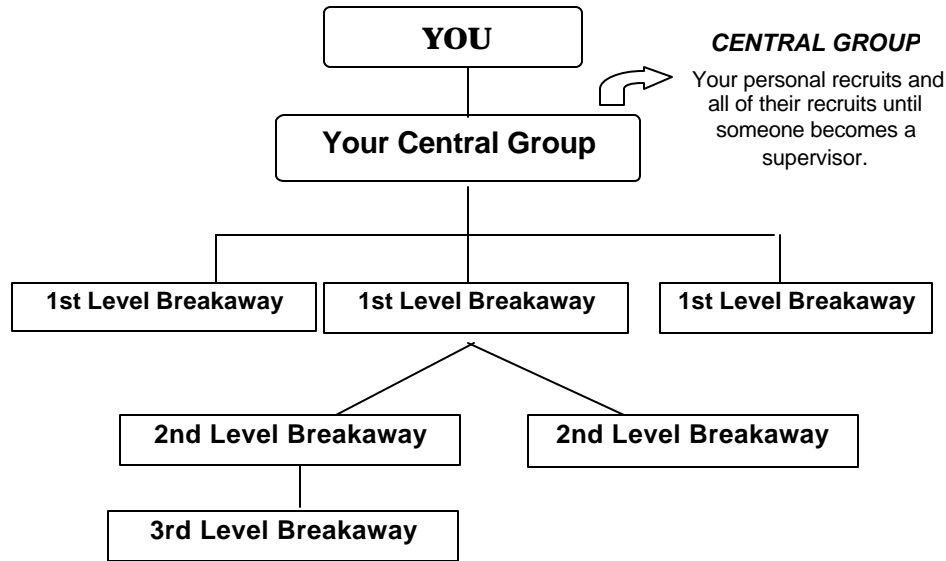 YOU
CENTRAL GROUP
Your personal recruits and
all of their recruits until
someone becomes a
supervisor.
Your Central Group
1st Level Breakaway
1st Level Breakaway
1st Level Breakaway
2nd Level Breakaway
2nd Level Breakaway
3rd Level Breakaway